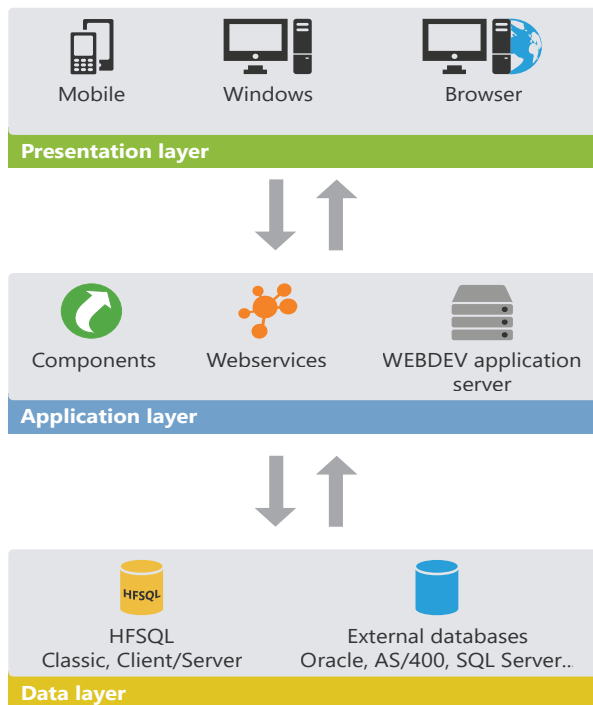 Mobile
Windows
Browser
Presentation layer
Components
Webservices
WEBDEV application
server
Application layer
HFSQL
HFSQL
Classic, Client/Server
External databases
Oracle, AS/400, SQL Server...
Data layer